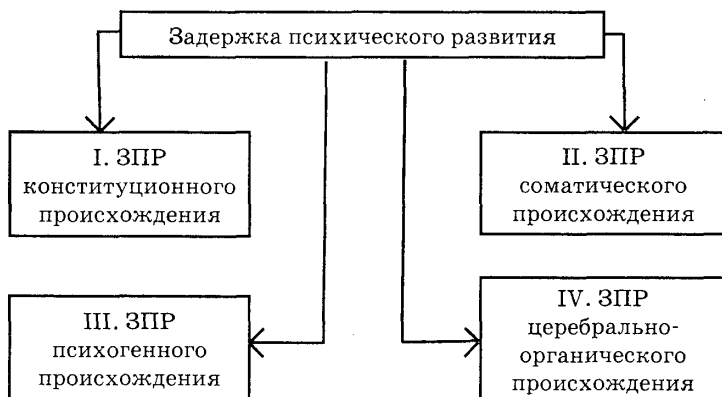 Задержка психического развития
I. ЗПР
конституционного
происхождения
II. ЗПР
соматического
происхождения
III. ЗПР
психогенного
происхождения
IV. ЗПР
церебрально-
органического
происхождения